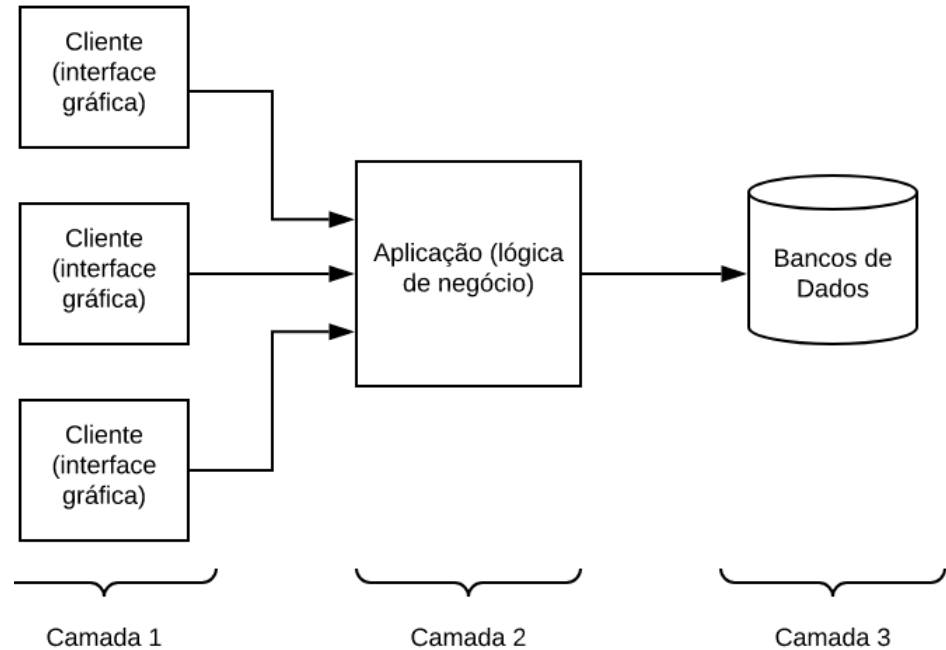 Cliente
(interface
gráfica)
Cliente
(interface
gráfica)
Cliente
(interface
gráfica)
Aplicação (lógica
de negócio)
Bancos de
Dados
Camada 1
Camada 2
Camada 3